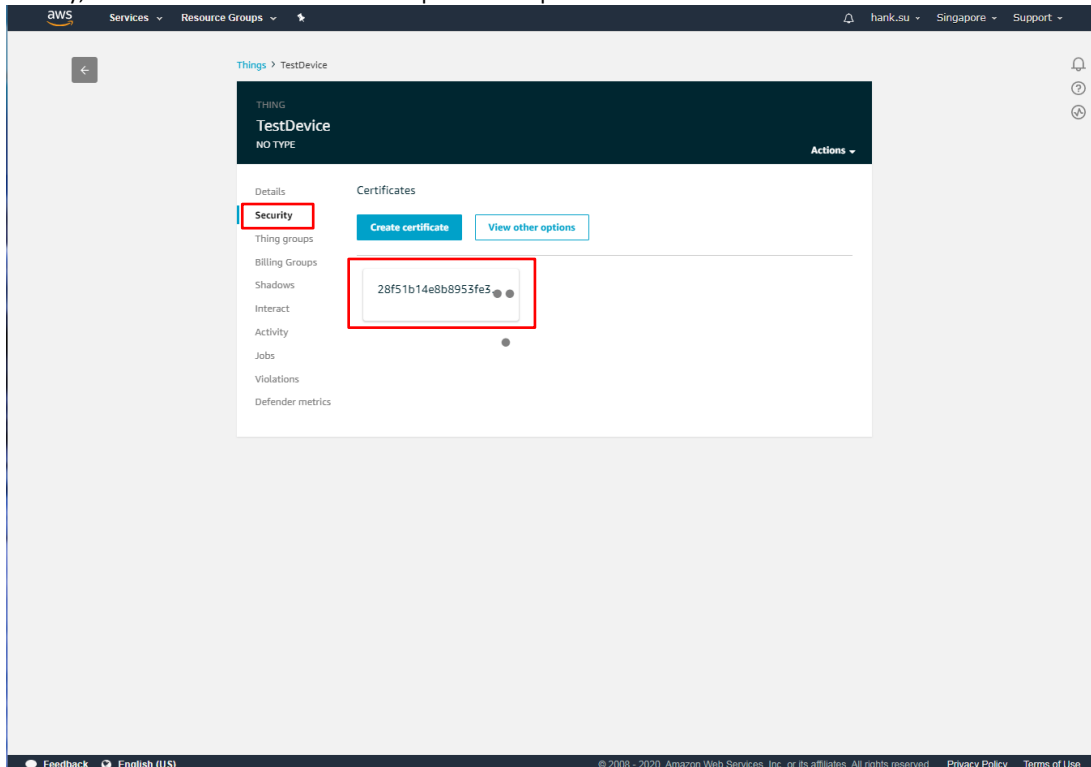 aws Services Resource Groups hank.su Singapore Support
Things > TestDevice
THING
TestDevice
NO TYPE
Actions
Details
Security
Thing groups
Billing Groups
Shadows
Interact
Activity
Jobs
Violations
Defender metrics
Certificates
Create certificate View other options
28f51b14e8b8953fe3
Feedback English (US) © 2008 - 2020, Amazon Web Services, Inc. or its affiliates. All rights reserved. Privacy Policy Terms of Use